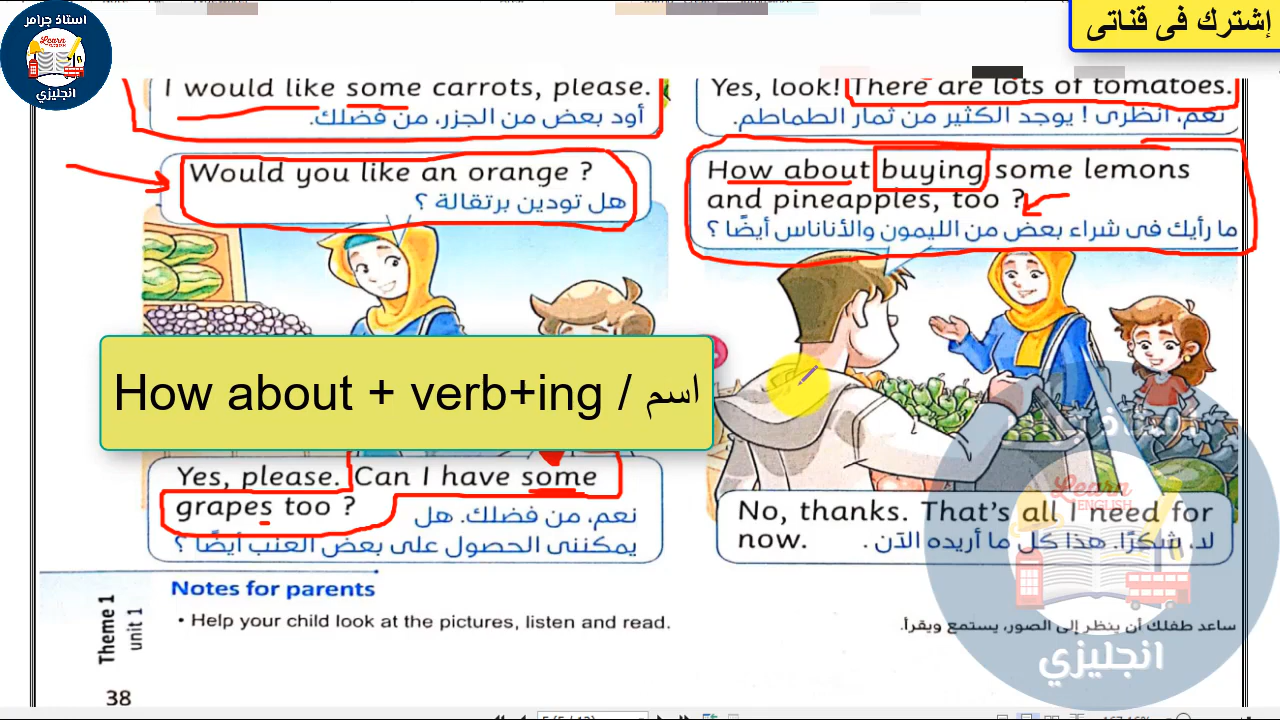 استاذ جرامر
Learn
ENGLISH
انجليزي
إشترك فى قناتى
I would like some carrots, please.
أود بعض من الجزر، من فضلك.
Would you like an orange ?
هل تودين برتقالة ؟
Yes, look! There are lots of tomatoes.
نعم، انظرى ! يوجد الكثير من ثمار الطماطم.
How about buying some lemons
and pineapples, too ?
ما رأيك فى شراء بعض من الليمون والأناناس أيضًا ؟
How about + verb+ing / اسم
Yes, please. Can I have some
grapes too ?
نعم، من فضلك. هل
يمكننى الحصول على بعض العنب أيضًا ؟
No, thanks. That's all I need for
now.
لا، شكرًا. هذا كل ما أريده الآن .
Learn
ENGLISH
انجليزي
Notes for parents
• Help your child look at the pictures, listen and read.
ساعد طفلك أن ينظر إلى الصور، يستمع ويقرأ.
Theme 1
unit 1
38